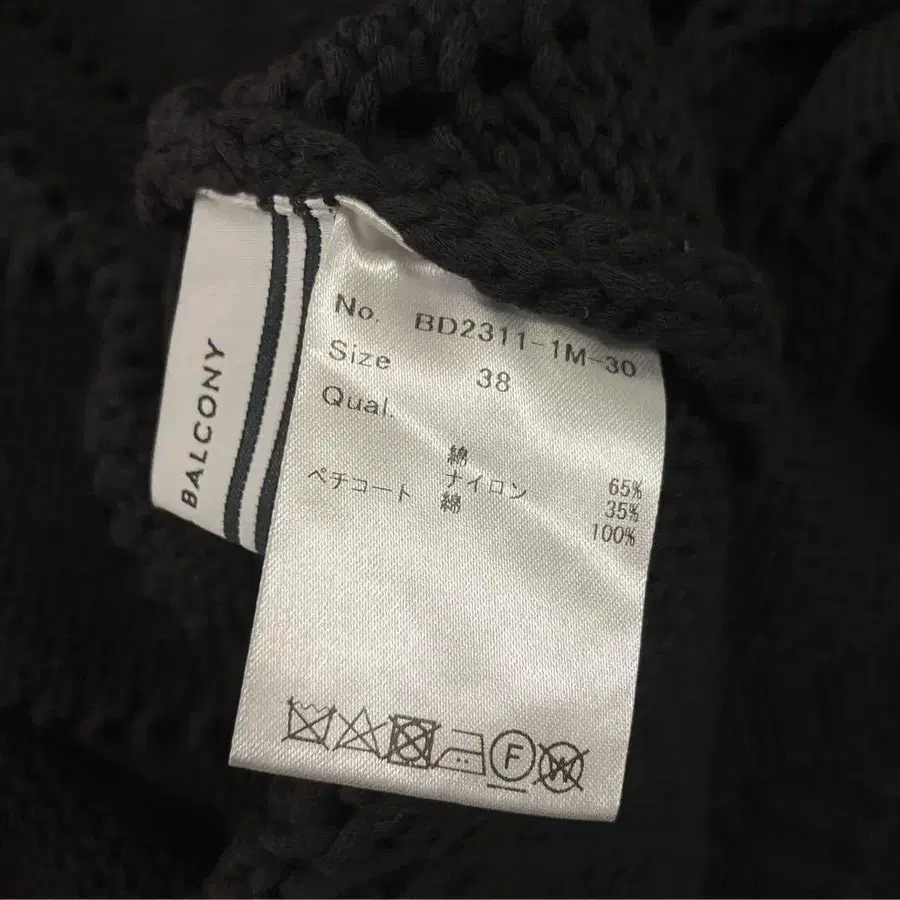 BALCONY
No. BD2311-1M-30
Size 38
Qual.
綿 65%
ナイロン 35%
ペチコート 綿 100%
F W